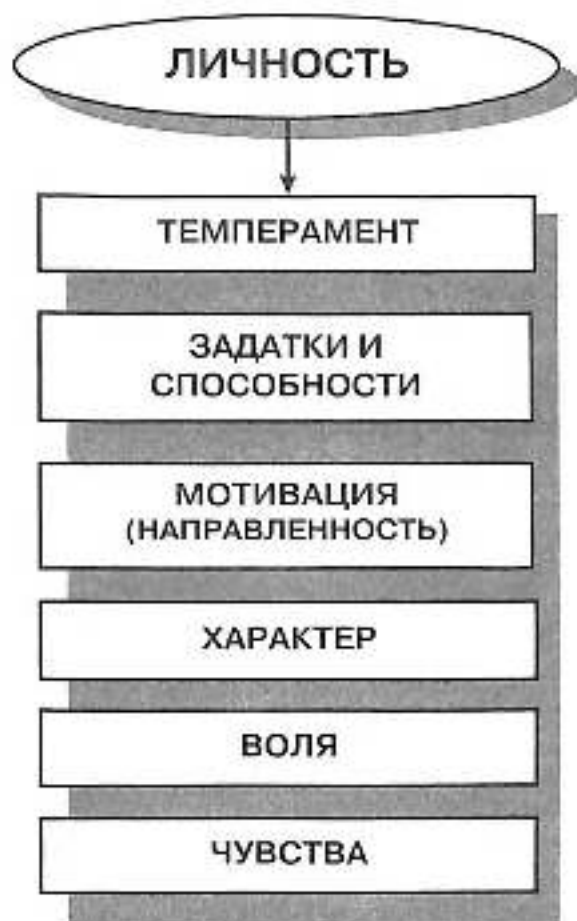 ЛИЧНОСТЬ
ТЕМПЕРАМЕНТ
ЗАДАТКИ И
СПОСОБНОСТИ
МОТИВАЦИЯ
(НАПРАВЛЕННОСТЬ)
ХАРАКТЕР
ВОЛЯ
ЧУВСТВА